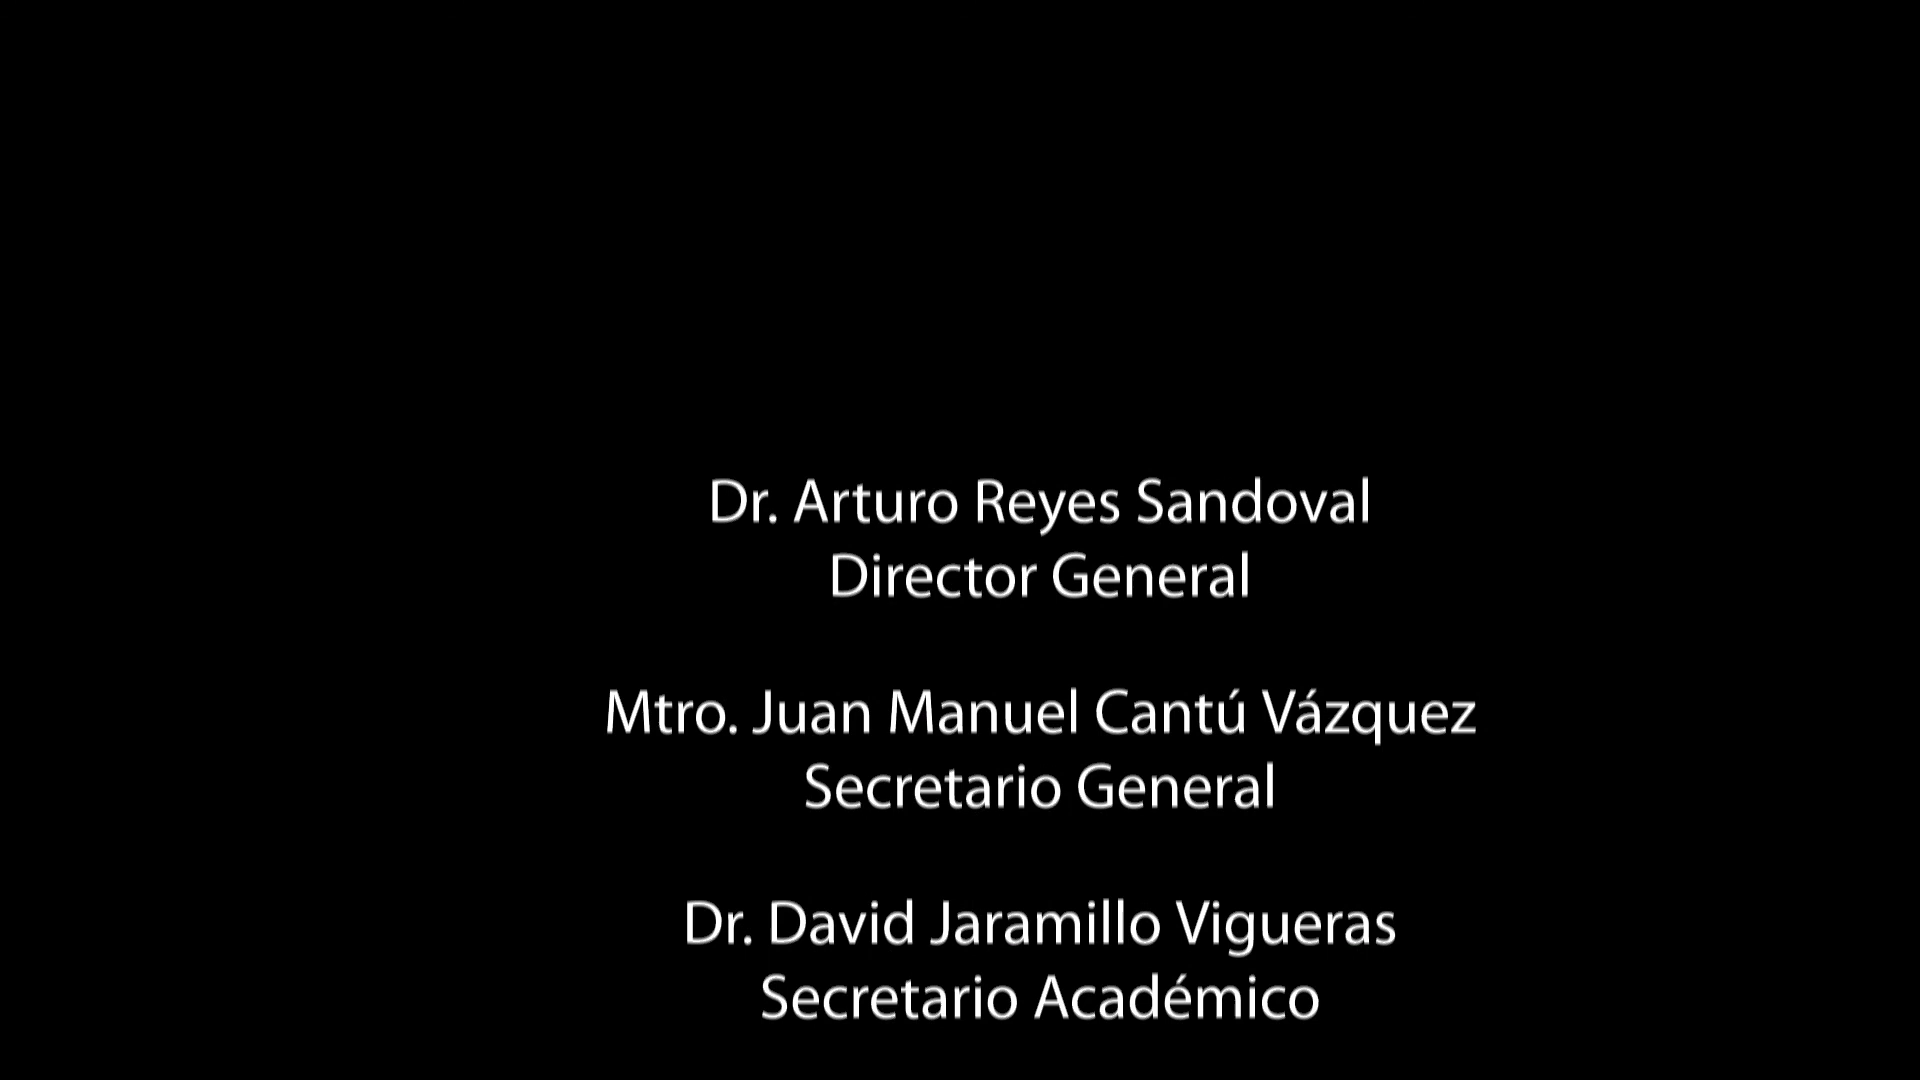 Dr. Arturo Reyes Sandoval
Director General
Mtro. Juan Manuel Cantú Vázquez
Secretario General
Dr. David Jaramillo Vigueras
Secretario Académico